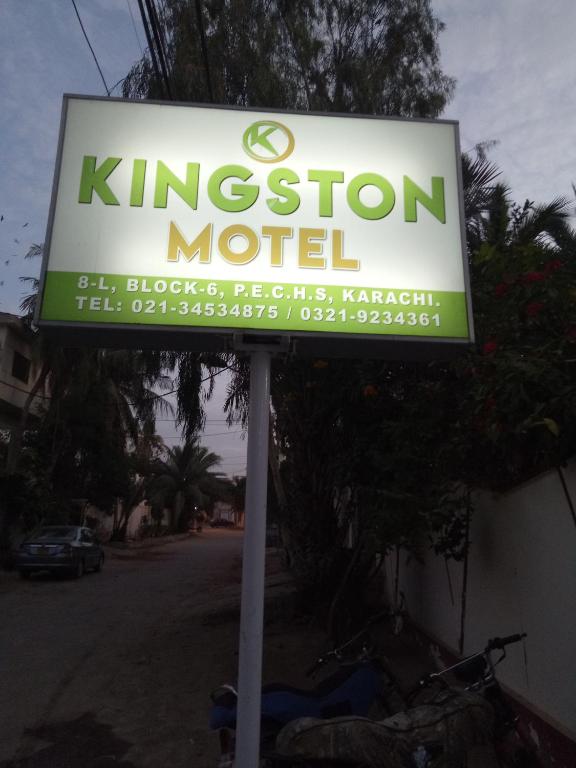 K
KINGSTON
MOTEL
8-L, BLOCK-6, P.E.C.H.S, KARACHI.
TEL: 021-34534875 / 0321-9234361